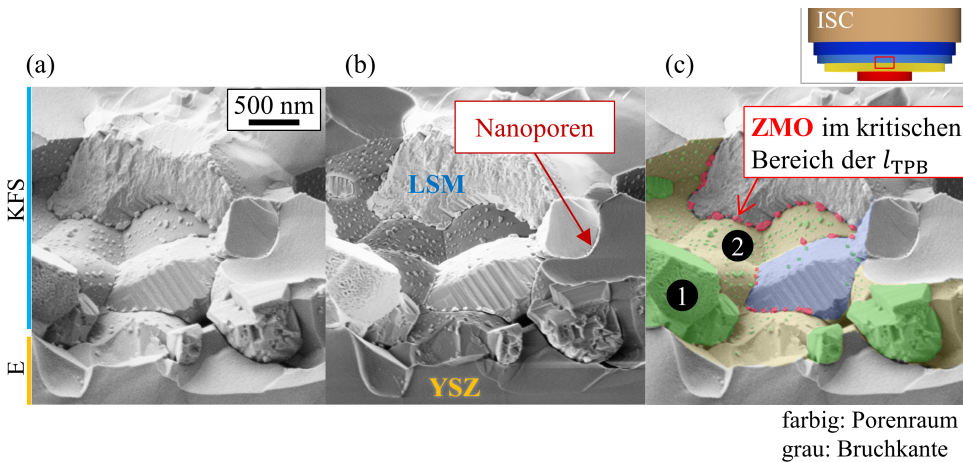 ISC
(a)
(b)
(c)
500 nm
Nanoporen
ZMO im kritischen
Bereich der lTPB
LSM
KFS
2
1
E
YSZ
farbig: Porenraum
grau: Bruchkante